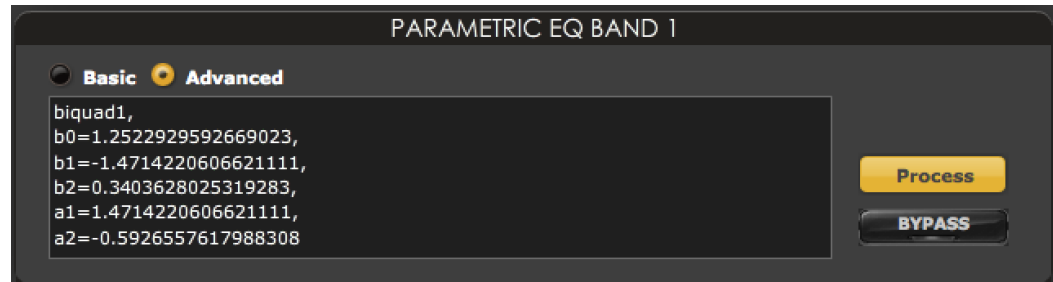 PARAMETRIC EQ BAND 1
Basic Advanced
biquad1,
b0=1.2522929592669023,
b1=-1.4714220606621111,
b2=0.3403628025319283,
a1=1.4714220606621111,
a2=-0.5926557617988308
Process
BYPASS